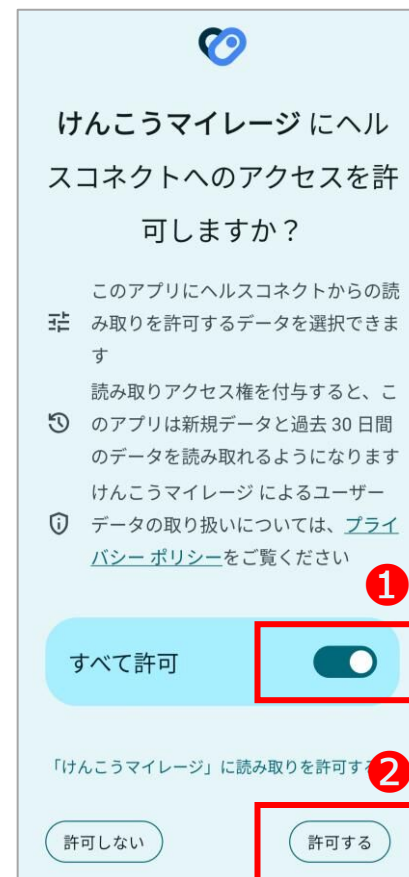 けんこうマイレージ にヘル
スコネクトへのアクセスを許
可しますか？
このアプリにヘルスコネクトからの読
み取りを許可するデータを選択できま
す
読み取りアクセス権を付与すると、こ
のアプリは新規データと過去 30 日間
のデータを読み取れるようになります
けんこうマイレージ によるユーザー
データの取り扱いについては、プライ
バシー ポリシーをご覧ください
1
すべて許可
「けんこうマイレージ」に読み取りを許可す
2
許可しない
許可する